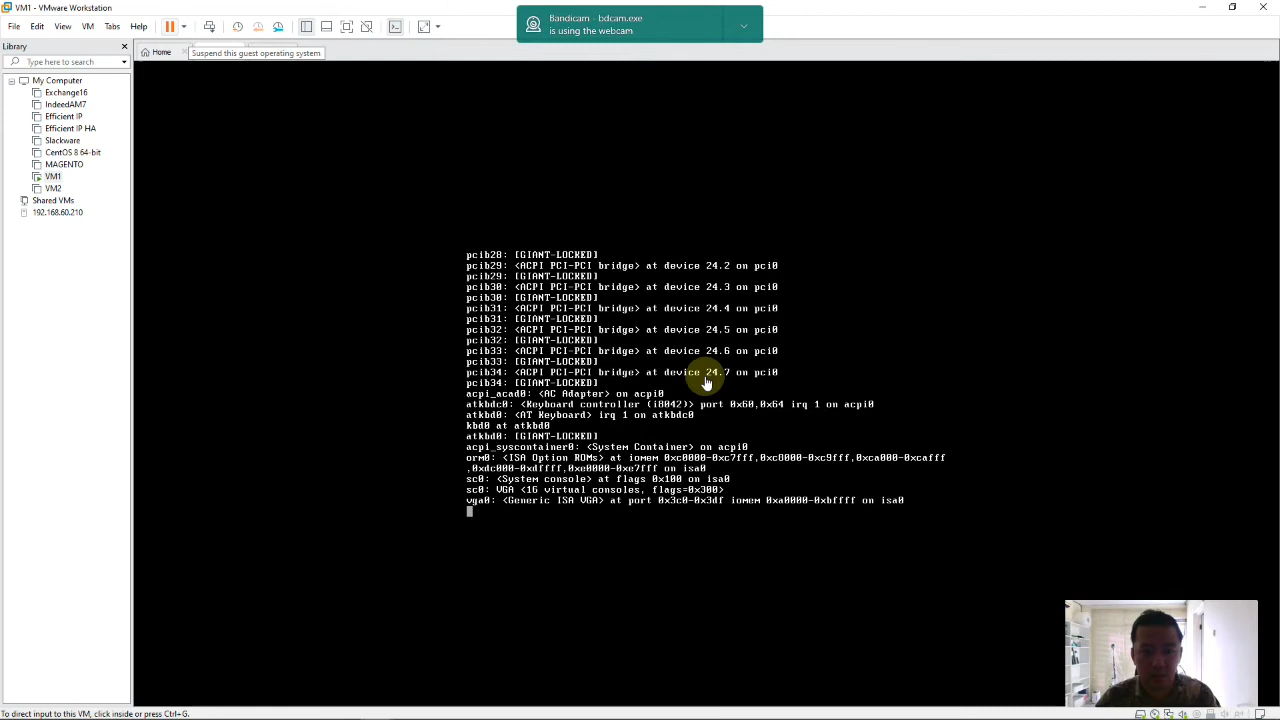 VM1 - VMware Workstation
Bandicam - bdcam.exe
is using the webcam
File Edit View VM Tabs Help
Library
Home
Suspend this guest operating system
Type here to search
My Computer
Exchange16
IndeedAM7
Efficient IP
Efficient IP HA
Slackware
CentOS 8 64-bit
MAGENTO
VM1
VM2
Shared VMs
192.168.60.210
pcib28: [GIANT-LOCKED]
pcib29: <ACPI PCI-PCI bridge> at device 24.2 on pci0
pcib29: [GIANT-LOCKED]
pcib30: <ACPI PCI-PCI bridge> at device 24.3 on pci0
pcib30: [GIANT-LOCKED]
pcib31: <ACPI PCI-PCI bridge> at device 24.4 on pci0
pcib31: [GIANT-LOCKED]
pcib32: <ACPI PCI-PCI bridge> at device 24.5 on pci0
pcib32: [GIANT-LOCKED]
pcib33: <ACPI PCI-PCI bridge> at device 24.6 on pci0
pcib33: [GIANT-LOCKED]
pcib34: <ACPI PCI-PCI bridge> at device 24.7 on pci0
pcib34: [GIANT-LOCKED]
acpi_acad0: <AC Adapter> on acpi0
atkbdc0: <Keyboard controller (i8042)> port 0x60,0x64 irq 1 on acpi0
atkbd0: <AT Keyboard> irq 1 on atkbdc0
kbd0 at atkbd0
atkbd0: [GIANT-LOCKED]
acpi_syscontainer0: <System Container> on acpi0
orm0: <ISA Option ROMs> at iomem 0xc0000-0xc7fff,0xc8000-0xc9fff,0xca000-0xcafff
,0xdc000-0xdffff,0xe0000-0xe7fff on isa0
sc0: <System console> at flags 0x100 on isa0
sc0: VGA <16 virtual consoles, flags=0x300>
vga0: <Generic ISA VGA> at port 0x3c0-0x3df iomem 0xa0000-0xbffff on isa0
To direct input to this VM, click inside or press Ctrl+G.